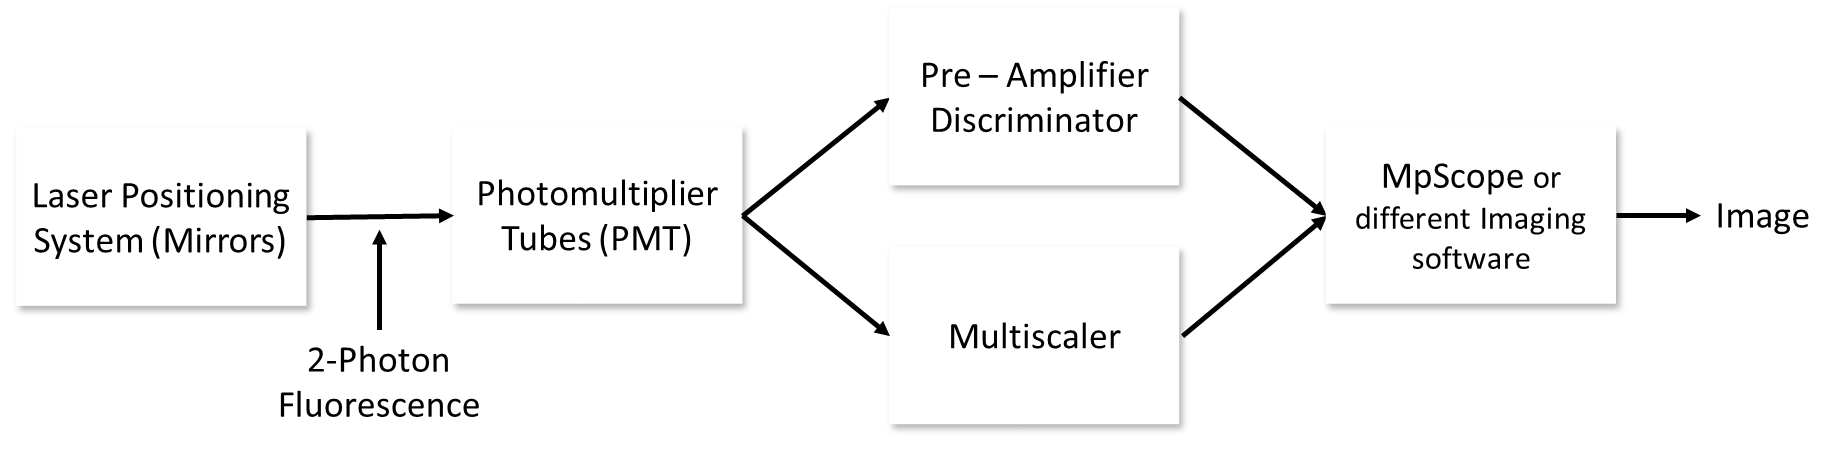 Laser Positioning
System (Mirrors)
2-Photon
Fluorescence
Photomultiplier
Tubes (PMT)
Pre – Amplifier
Discriminator
Multiscaler
MpScope or
different Imaging
software
Image